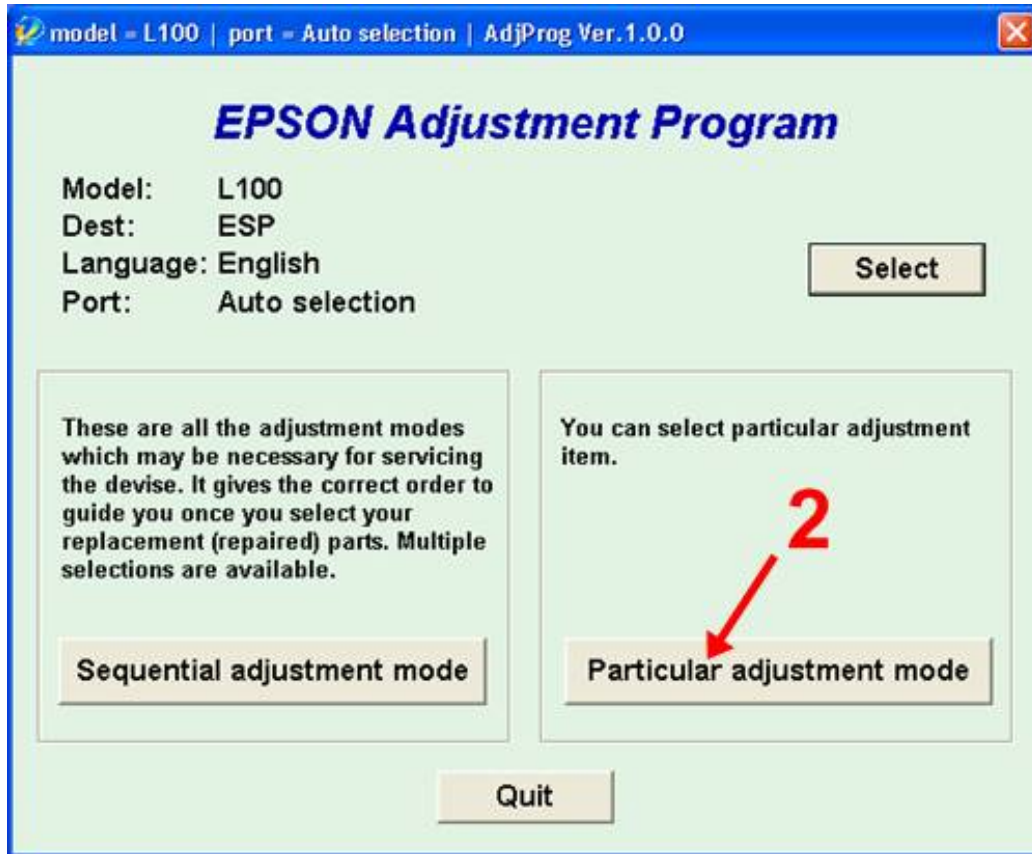 model = L100 | port = Auto selection | AdjProg Ver.1.0.0
EPSON Adjustment Program
Model: L100
Dest: ESP
Language: English
Port: Auto selection
Select
These are all the adjustment modes
which may be necessary for servicing
the devise. It gives the correct order to
guide you once you select your
replacement (repaired) parts. Multiple
selections are available.
Sequential adjustment mode
You can select particular adjustment
item.
2
Particular adjustment mode
Quit